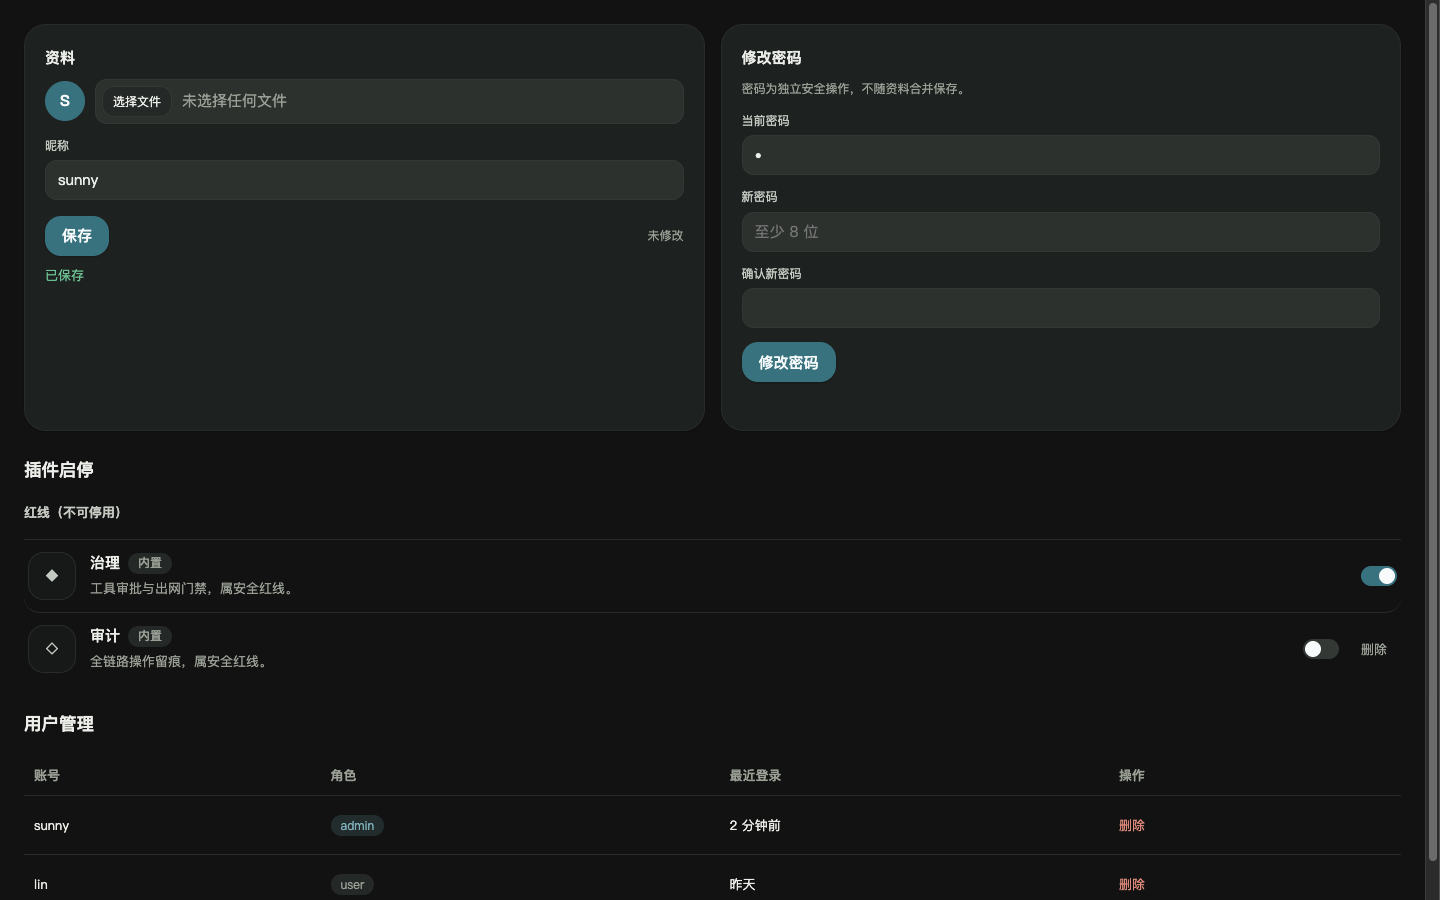 资料
S
选择文件 未选择任何文件
昵称
sunny
保存
未修改
已保存
修改密码
密码为独立安全操作，不随资料合并保存。
当前密码
•
新密码
至少 8 位
确认新密码
修改密码
插件启停
红线（不可停用）
治理 内置
工具审批与出网门禁，属安全红线。
审计 内置
全链路操作留痕，属安全红线。
删除
用户管理
账号 角色 最近登录 操作
sunny admin 2 分钟前 删除
lin user 昨天 删除